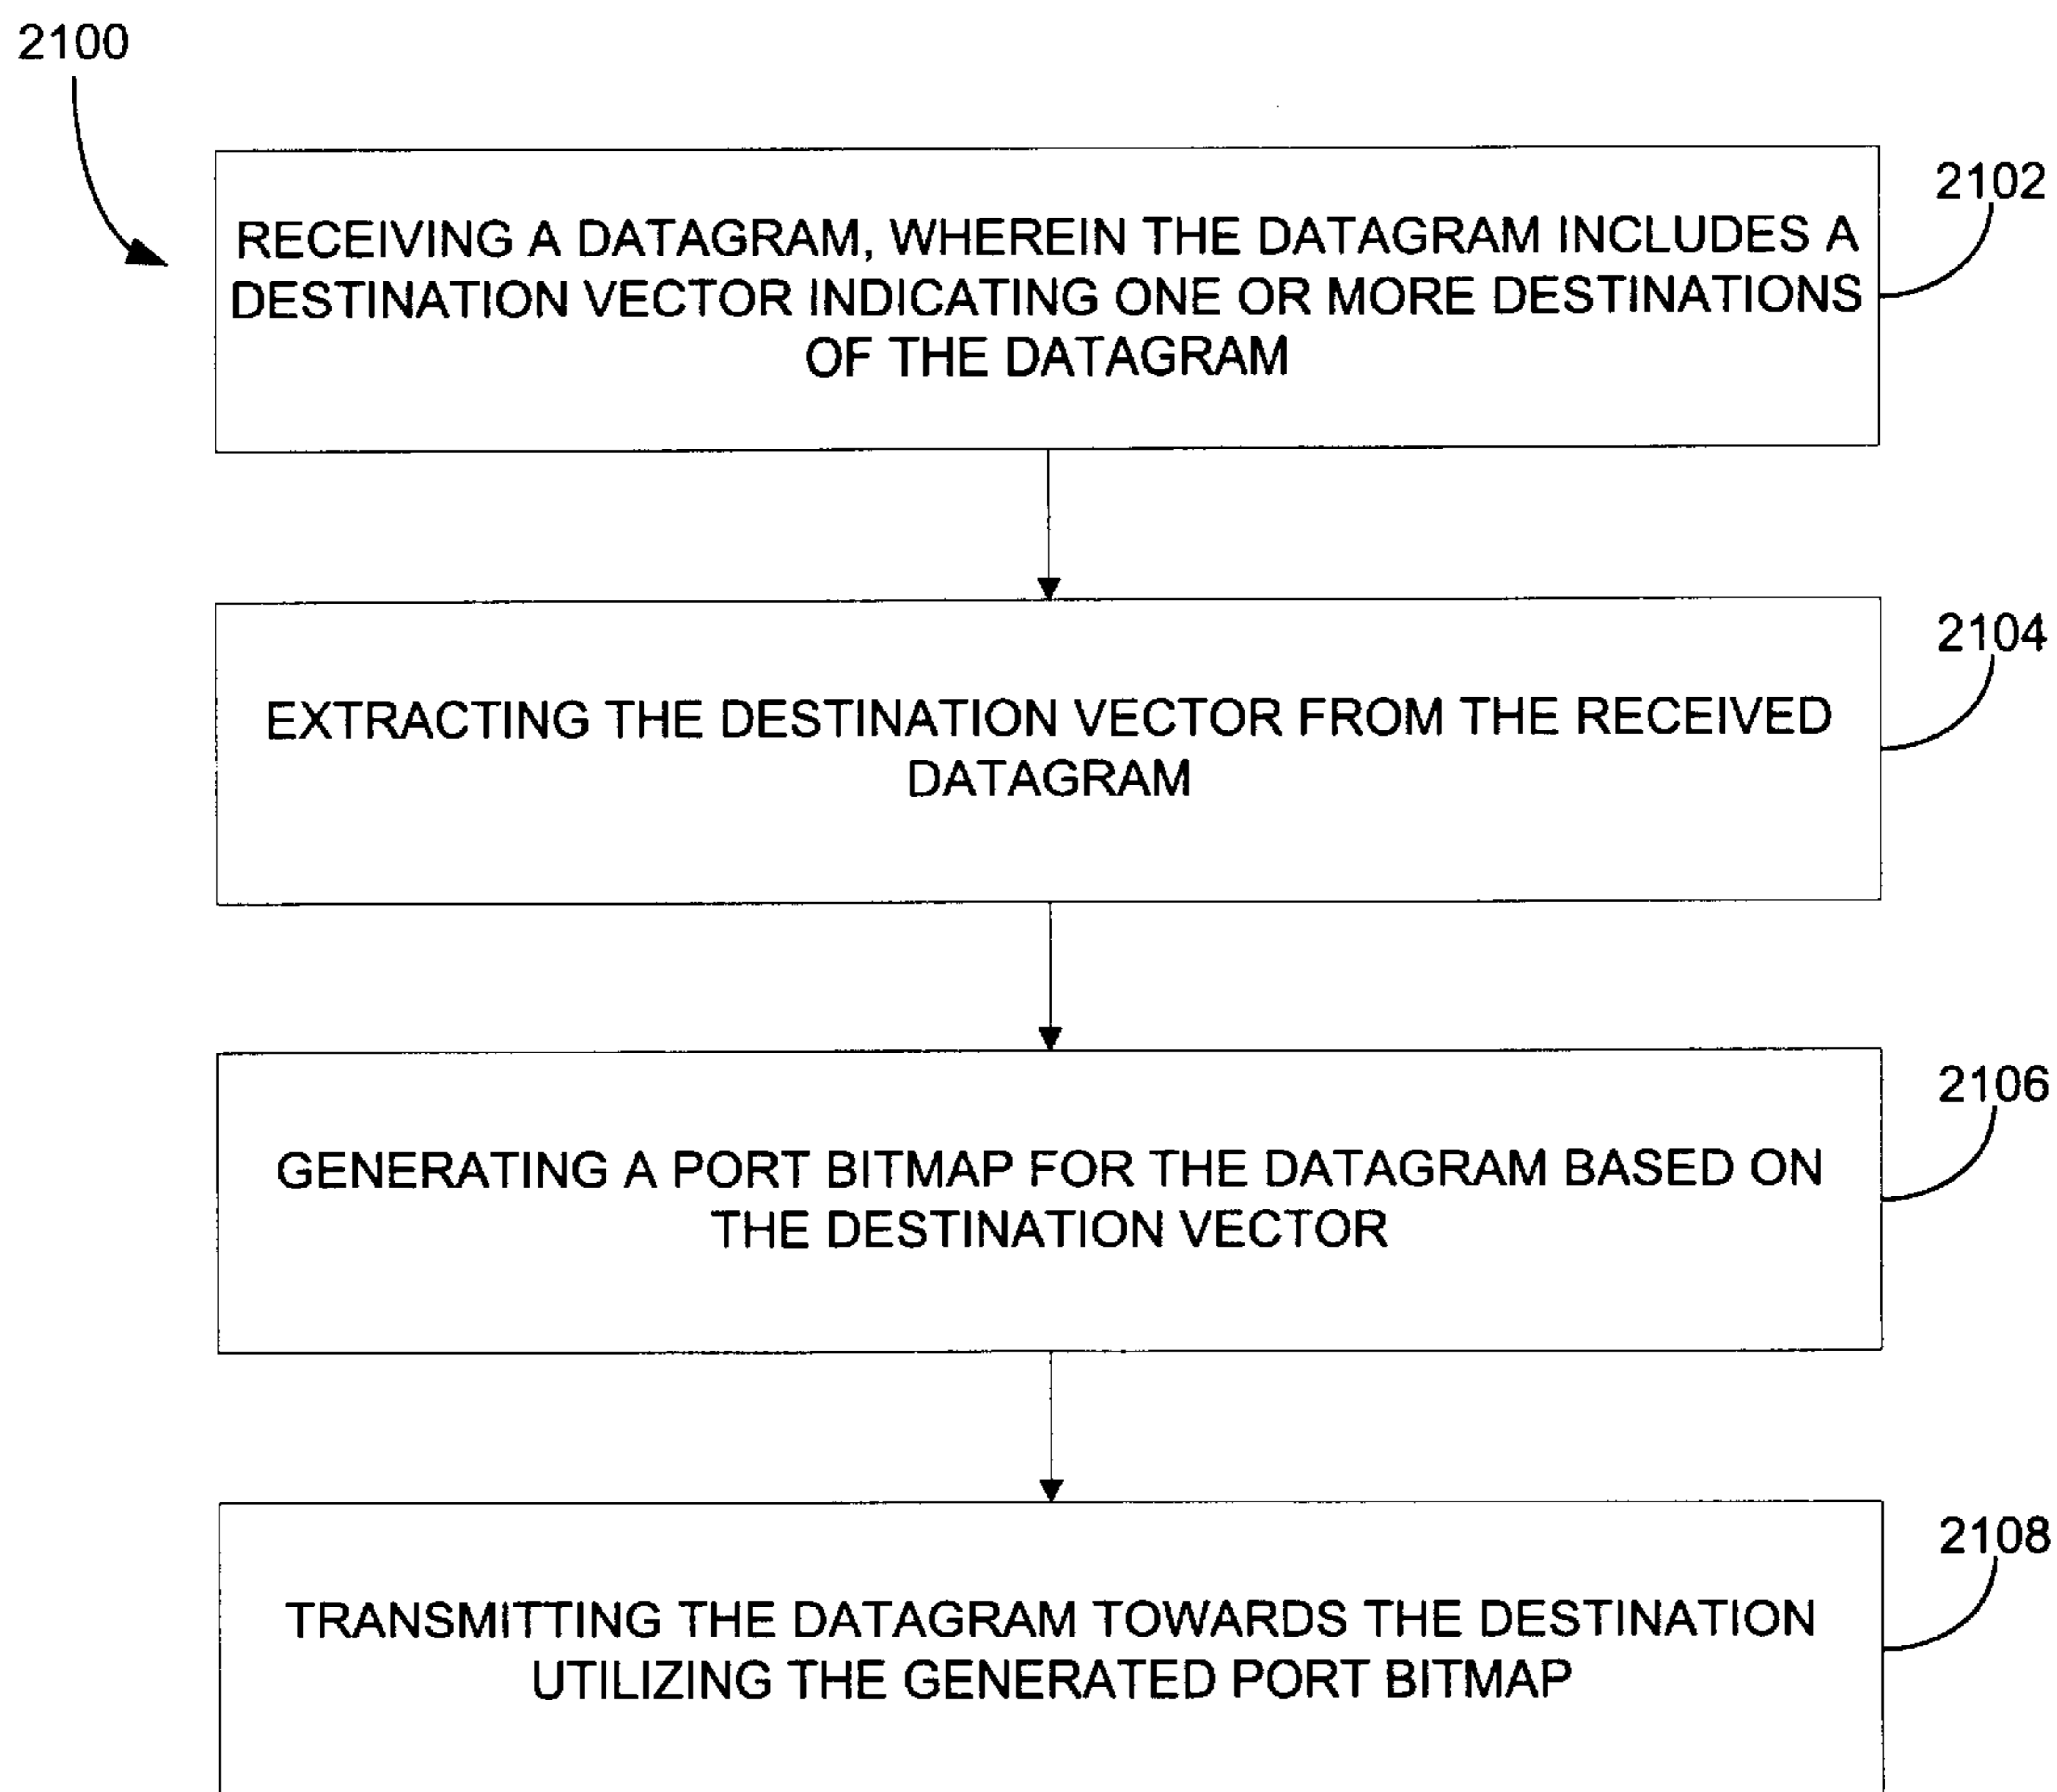 2100
2102
RECEIVING A DATAGRAM, WHEREIN THE DATAGRAM INCLUDES A
DESTINATION VECTOR INDICATING ONE OR MORE DESTINATIONS
OF THE DATAGRAM
2104
EXTRACTING THE DESTINATION VECTOR FROM THE RECEIVED
DATAGRAM
2106
GENERATING A PORT BITMAP FOR THE DATAGRAM BASED ON
THE DESTINATION VECTOR
2108
TRANSMITTING THE DATAGRAM TOWARDS THE DESTINATION
UTILIZING THE GENERATED PORT BITMAP